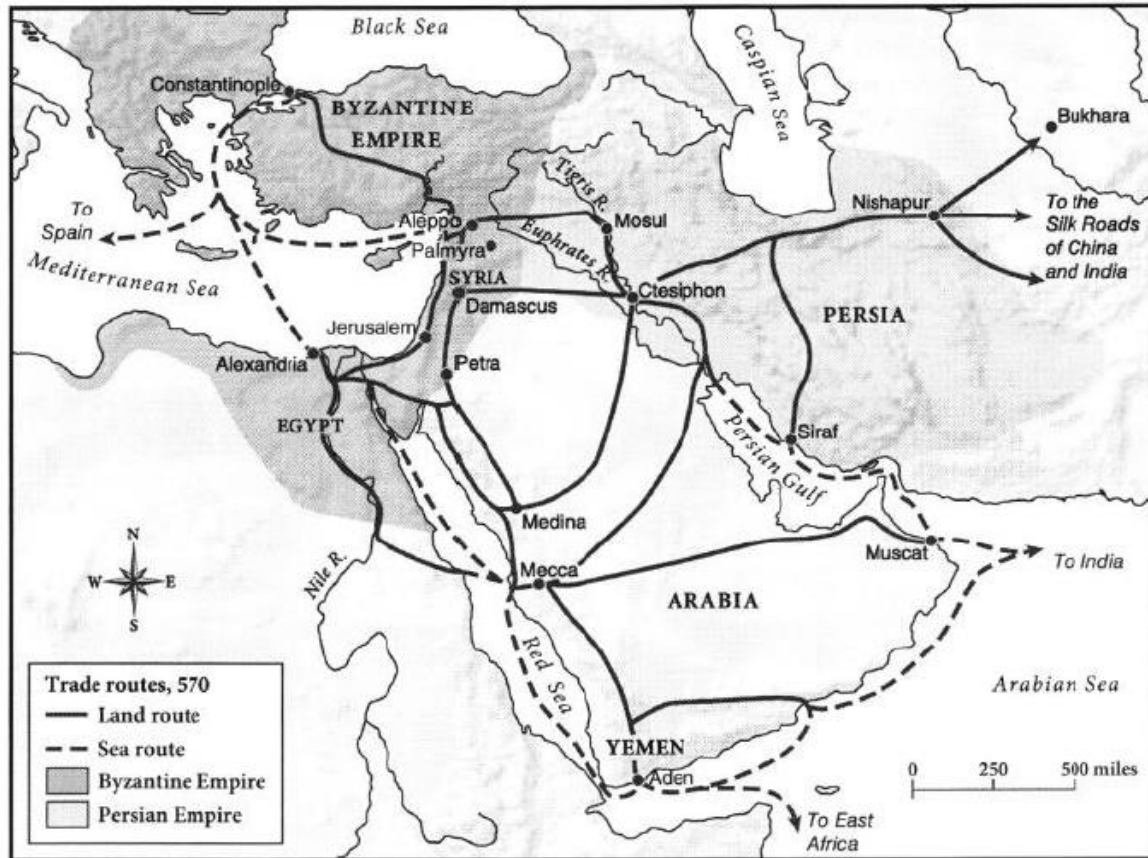 Black Sea
Caspian Sea
Constantinople
BYZANTINE
EMPIRE
Bukhara
Tigris R.
To
Spain
Aleppo
Mosul
Nishapur
To the
Silk Roads
of China
and India
Palmyra
Euphrates R.
Mediterranean Sea
SYRIA
Damascus
Ctesiphon
PERSIA
Jerusalem
Alexandria
Petra
EGYPT
Siraf
Persian Gulf
Medina
Muscat
To India
N
W
E
S
Nile R.
Mecca
ARABIA
Red Sea
Arabian Sea
YEMEN
Aden
To East
Africa
Trade routes, 570
Land route
Sea route
Byzantine Empire
Persian Empire
0 250 500 miles